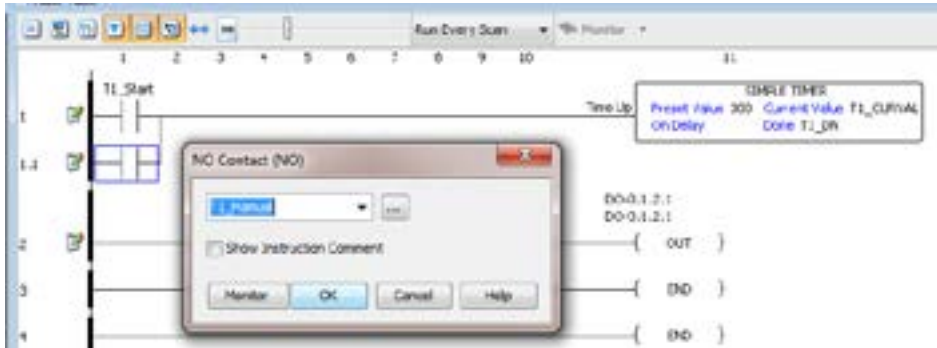 Run Every Scan Monitor
1 2 3 4 5 6 7 8 9 10 11
T1_Start
SIMPLE TIMER
1 Time Up Preset Value 300 Current Value T1_CURVAL
On Delay Done T1_DN
1.1
NO Contact (NO)
T1_Manual ...
Show Instruction Comment
Monitor OK Cancel Help
DO-0.1.2.1
DO-0.1.2.1
2 OUT
3 END
4 END